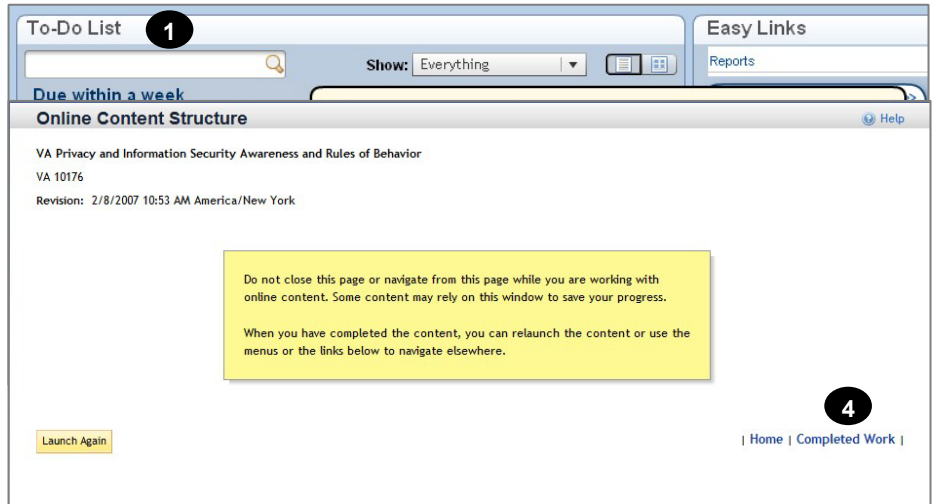 To-Do List 1
Easy Links
Show: Everything
Reports
Due within a week
>>
Online Content Structure
Help
VA Privacy and Information Security Awareness and Rules of Behavior
VA 10176
Revision: 2/8/2007 10:53 AM America/New York
Do not close this page or navigate from this page while you are working with
online content. Some content may rely on this window to save your progress.
When you have completed the content, you can relaunch the content or use the
menus or the links below to navigate elsewhere.
4
Launch Again
| Home | Completed Work |